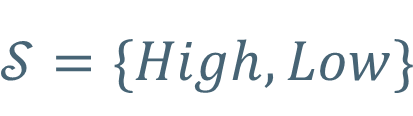 𝒮 = {High, Low}